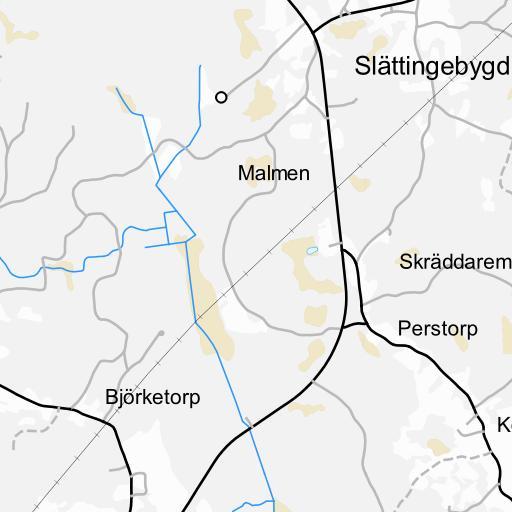 Slättingebygd
Malmen
Skräddarem
Perstorp
Björketorp
K